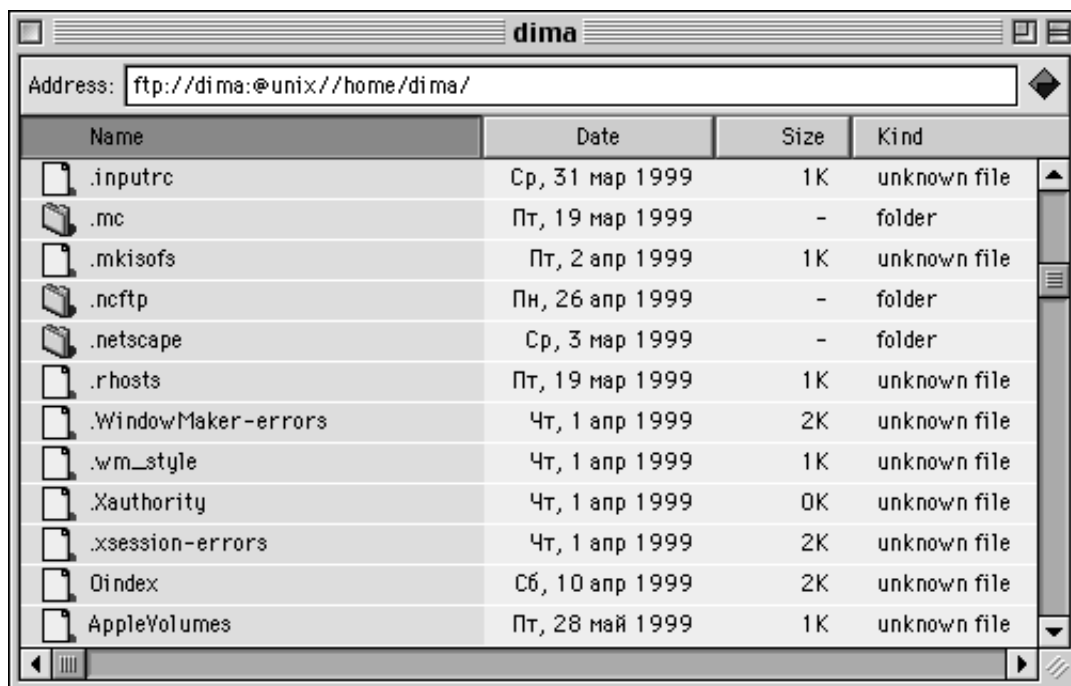 dima
Address: ftp://dima:@unix//home/dima/
Name Date Size Kind
.inputrc Ср, 31 мар 1999 1K unknown file
.mc Пт, 19 мар 1999 - folder
.mkisofs Пт, 2 апр 1999 1K unknown file
.ncftp Пн, 26 апр 1999 - folder
.netscape Ср, 3 мар 1999 - folder
.rhosts Пт, 19 мар 1999 1K unknown file
.WindowMaker-errors Чт, 1 апр 1999 2K unknown file
.wm_style Чт, 1 апр 1999 1K unknown file
.Xauthority Чт, 1 апр 1999 0K unknown file
.xsession-errors Чт, 1 апр 1999 2K unknown file
0index Сб, 10 апр 1999 2K unknown file
AppleVolumes Пт, 28 май 1999 1K unknown file